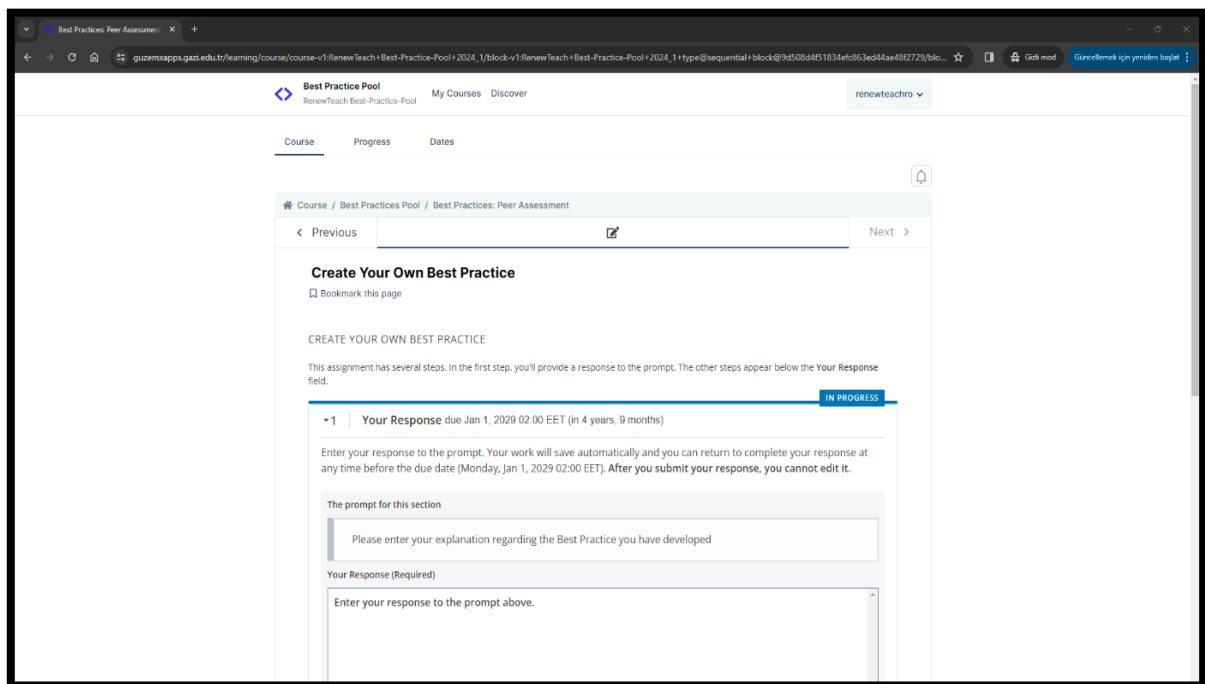 Best Practices: Peer Assessment
guzemxapps.gazi.edu.tr/learning/course/course-v1:RenewTeach+Best-Practice-Pool+2024_1/block-v1:RenewTeach+Best-Practice-Pool+2024_1+type@sequential+block@9d508d4f51834efc863ed44ae48f2729/blo...
Gizli mod
Güncellemek için yeniden başlat
Best Practice Pool
RenewTeach Best-Practice-Pool
My Courses Discover
renewteachro
Course Progress Dates
Course / Best Practices Pool / Best Practices: Peer Assessment
Previous
Next
Create Your Own Best Practice
Bookmark this page
CREATE YOUR OWN BEST PRACTICE
This assignment has several steps. In the first step, you'll provide a response to the prompt. The other steps appear below the Your Response
field.
IN PROGRESS
1 Your Response due Jan 1, 2029 02:00 EET (in 4 years, 9 months)
Enter your response to the prompt. Your work will save automatically and you can return to complete your response at
any time before the due date (Monday, Jan 1, 2029 02:00 EET). After you submit your response, you cannot edit it.
The prompt for this section
Please enter your explanation regarding the Best Practice you have developed
Your Response (Required)
Enter your response to the prompt above.